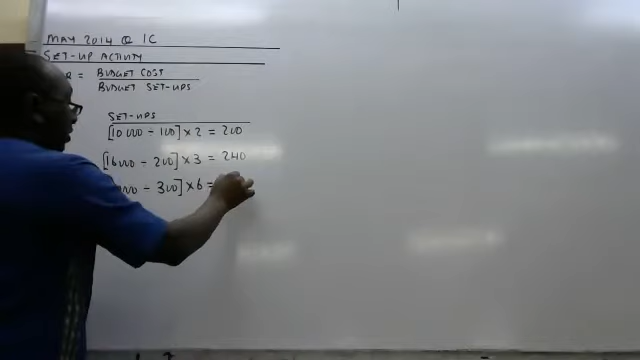 MAY 2014 Q 1C
SET-UP ACTIVITY
R = BUDGET COST
BUDGET SET-UPS
SET-UPS
[10 000 ÷ 100] × 2 = 200
[16000 ÷ 200] × 3 = 240
000 ÷ 300] × 6 =